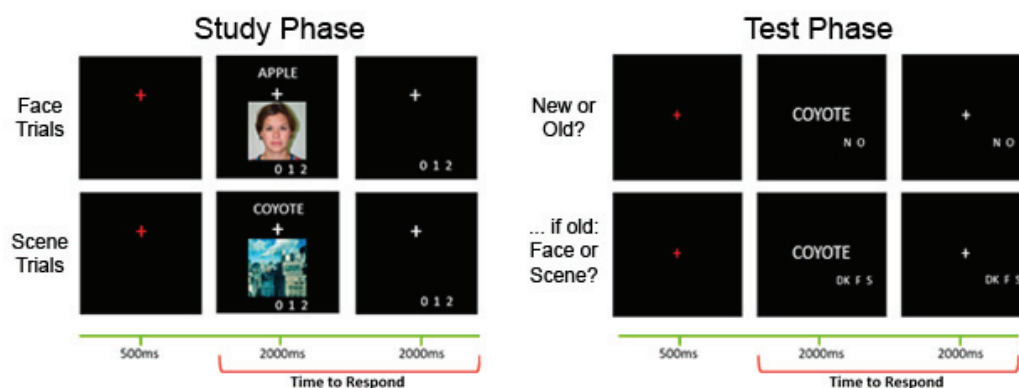 Study Phase
Face
Trials
APPLE
0 1 2
0 1 2
Scene
Trials
COYOTE
0 1 2
0 1 2
500ms
2000ms
2000ms
Time to Respond
Test Phase
New or
Old?
COYOTE
N O
N O
... if old:
Face or
Scene?
COYOTE
DK F S
DK F S
500ms
2000ms
2000ms
Time to Respond